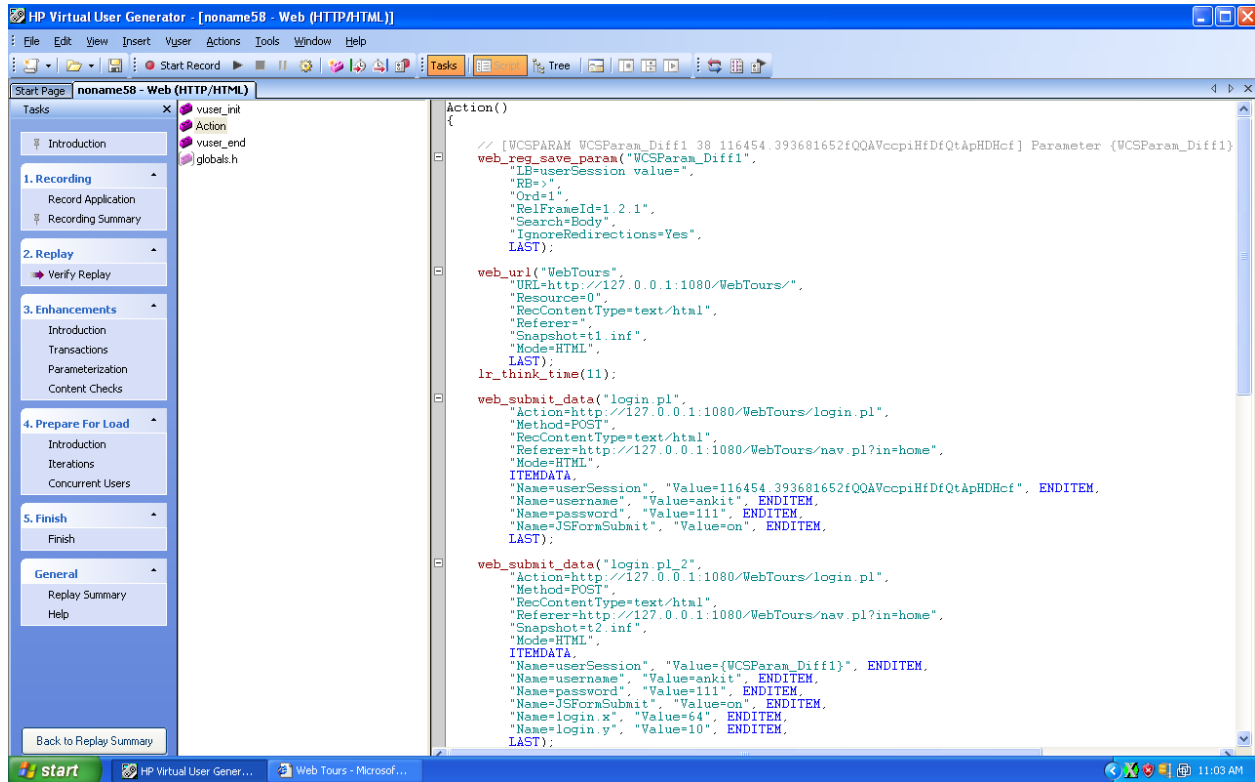 HP Virtual User Generator - [noname58 - Web (HTTP/HTML)]
File Edit View Insert Vuser Actions Tools Window Help
Start Record Tasks Script Tree
Start Page noname58 - Web (HTTP/HTML)
Tasks
Introduction
1. Recording
Record Application
Recording Summary
2. Replay
Verify Replay
3. Enhancements
Introduction
Transactions
Parameterization
Content Checks
4. Prepare For Load
Introduction
Iterations
Concurrent Users
5. Finish
Finish
General
Replay Summary
Help
Back to Replay Summary
vuser_init
Action
vuser_end
globals.h
Action()
{
// [WCSPARAM WCSParam_Diff1 38 116454.393681652fQQAVccpiHfDfQtApHDHcf] Parameter {WCSParam_Diff1}
web_reg_save_param("WCSParam_Diff1",
"LB=userSession value=",
"RB=>",
"Ord=1",
"RelFrameId=1.2.1",
"Search=Body",
"IgnoreRedirections=Yes",
LAST);
web_url("WebTours",
"URL=http://127.0.0.1:1080/WebTours/",
"Resource=0",
"RecContentType=text/html",
"Referer=",
"Snapshot=t1.inf",
"Mode=HTML",
LAST);
lr_think_time(11);
web_submit_data("login.pl",
"Action=http://127.0.0.1:1080/WebTours/login.pl",
"Method=POST",
"RecContentType=text/html",
"Referer=http://127.0.0.1:1080/WebTours/nav.pl?in=home",
"Mode=HTML",
ITEMDATA,
"Name=userSession", "Value=116454.393681652fQQAVccpiHfDfQtApHDHcf", ENDITEM,
"Name=username", "Value=ankit", ENDITEM,
"Name=password", "Value=111", ENDITEM,
"Name=JSFormSubmit", "Value=on", ENDITEM,
LAST);
web_submit_data("login.pl_2",
"Action=http://127.0.0.1:1080/WebTours/login.pl",
"Method=POST",
"RecContentType=text/html",
"Referer=http://127.0.0.1:1080/WebTours/nav.pl?in=home",
"Snapshot=t2.inf",
"Mode=HTML",
ITEMDATA,
"Name=userSession", "Value={WCSParam_Diff1}", ENDITEM,
"Name=username", "Value=ankit", ENDITEM,
"Name=password", "Value=111", ENDITEM,
"Name=JSFormSubmit", "Value=on", ENDITEM,
"Name=login.x", "Value=64", ENDITEM,
"Name=login.y", "Value=10", ENDITEM,
LAST);
start HP Virtual User Gener... Web Tours - Microsof... 11:03 AM